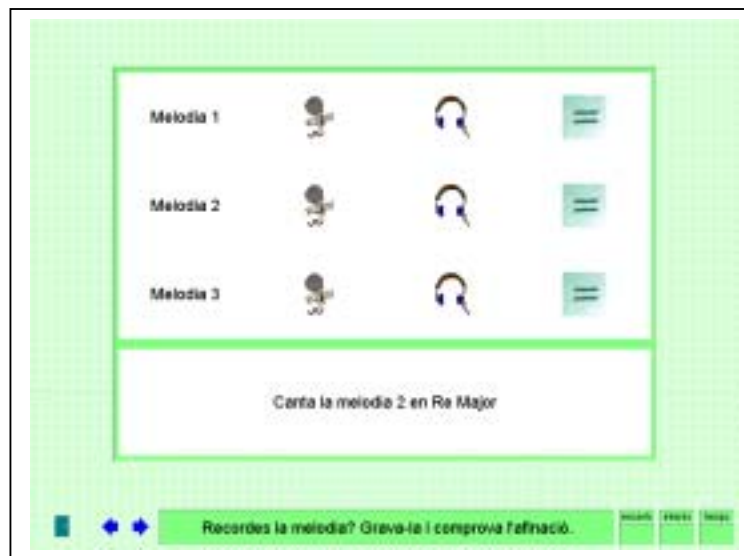 Melodia 1
Melodia 2
Melodia 3
Canta la melodia 2 en Re Major
Recordes la melodia? Grava-la i comprova l'afinació.